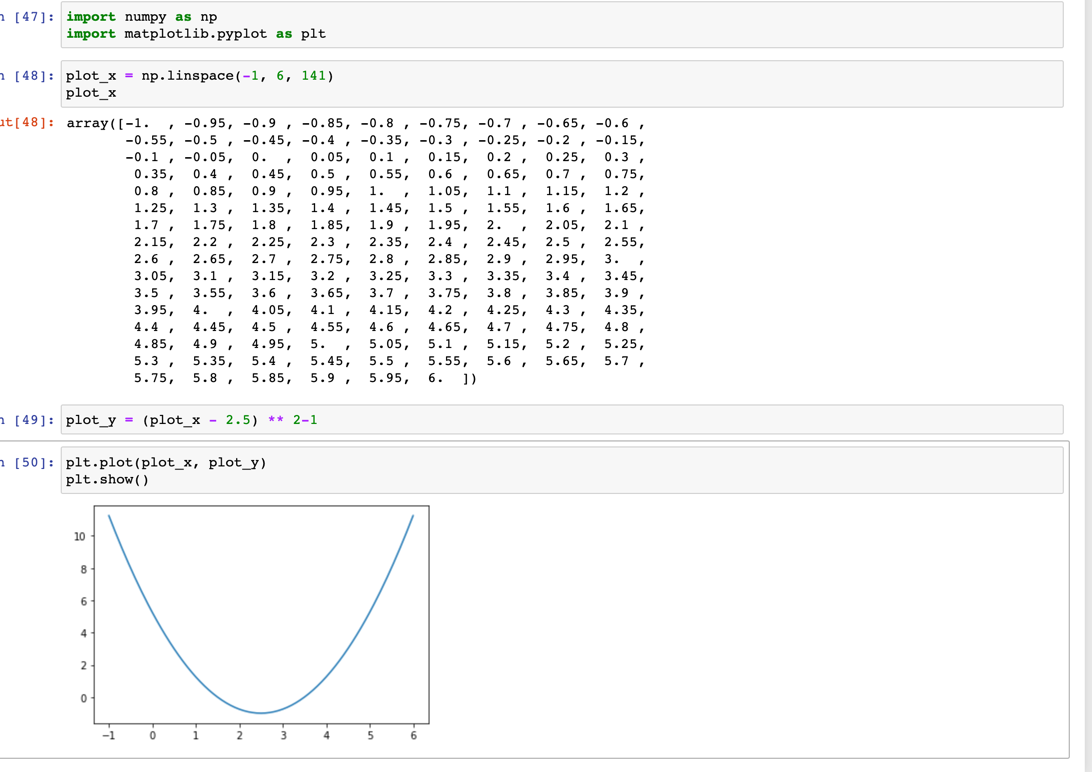 n [47]: import numpy as np
import matplotlib.pyplot as plt
n [48]: plot_x = np.linspace(-1, 6, 141)
plot_x
ut[48]: array([-1.  , -0.95, -0.9 , -0.85, -0.8 , -0.75, -0.7 , -0.65, -0.6 ,
-0.55, -0.5 , -0.45, -0.4 , -0.35, -0.3 , -0.25, -0.2 , -0.15,
-0.1 , -0.05, 0.  , 0.05, 0.1 , 0.15, 0.2 , 0.25, 0.3 ,
0.35, 0.4 , 0.45, 0.5 , 0.55, 0.6 , 0.65, 0.7 , 0.75,
0.8 , 0.85, 0.9 , 0.95, 1.  , 1.05, 1.1 , 1.15, 1.2 ,
1.25, 1.3 , 1.35, 1.4 , 1.45, 1.5 , 1.55, 1.6 , 1.65,
1.7 , 1.75, 1.8 , 1.85, 1.9 , 1.95, 2.  , 2.05, 2.1 ,
2.15, 2.2 , 2.25, 2.3 , 2.35, 2.4 , 2.45, 2.5 , 2.55,
2.6 , 2.65, 2.7 , 2.75, 2.8 , 2.85, 2.9 , 2.95, 3.  ,
3.05, 3.1 , 3.15, 3.2 , 3.25, 3.3 , 3.35, 3.4 , 3.45,
3.5 , 3.55, 3.6 , 3.65, 3.7 , 3.75, 3.8 , 3.85, 3.9 ,
3.95, 4.  , 4.05, 4.1 , 4.15, 4.2 , 4.25, 4.3 , 4.35,
4.4 , 4.45, 4.5 , 4.55, 4.6 , 4.65, 4.7 , 4.75, 4.8 ,
4.85, 4.9 , 4.95, 5.  , 5.05, 5.1 , 5.15, 5.2 , 5.25,
5.3 , 5.35, 5.4 , 5.45, 5.5 , 5.55, 5.6 , 5.65, 5.7 ,
5.75, 5.8 , 5.85, 5.9 , 5.95, 6.  ])
n [49]: plot_y = (plot_x - 2.5) ** 2-1
n [50]: plt.plot(plot_x, plot_y)
plt.show()
10
8
6
4
2
0
−1 0 1 2 3 4 5 6